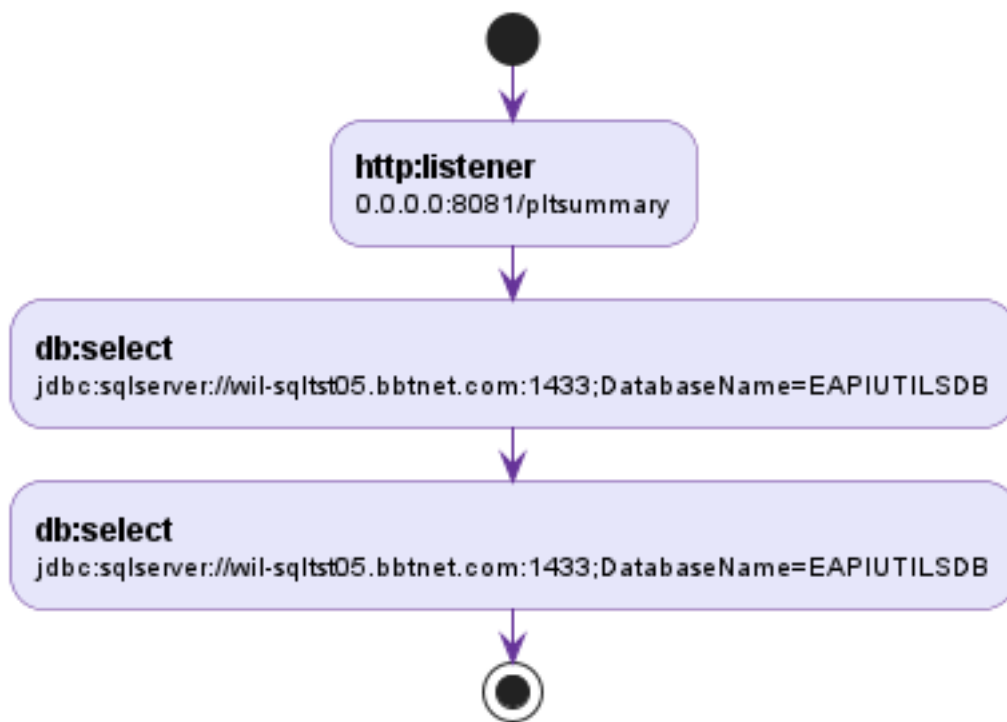 http:listener
0.0.0.0:8081/pltsummary
db:select
jdbc:sqlserver://wil-sqltst05.bbtnet.com:1433;DatabaseName=EAPIUTILSDB
db:select
jdbc:sqlserver://wil-sqltst05.bbtnet.com:1433;DatabaseName=EAPIUTILSDB